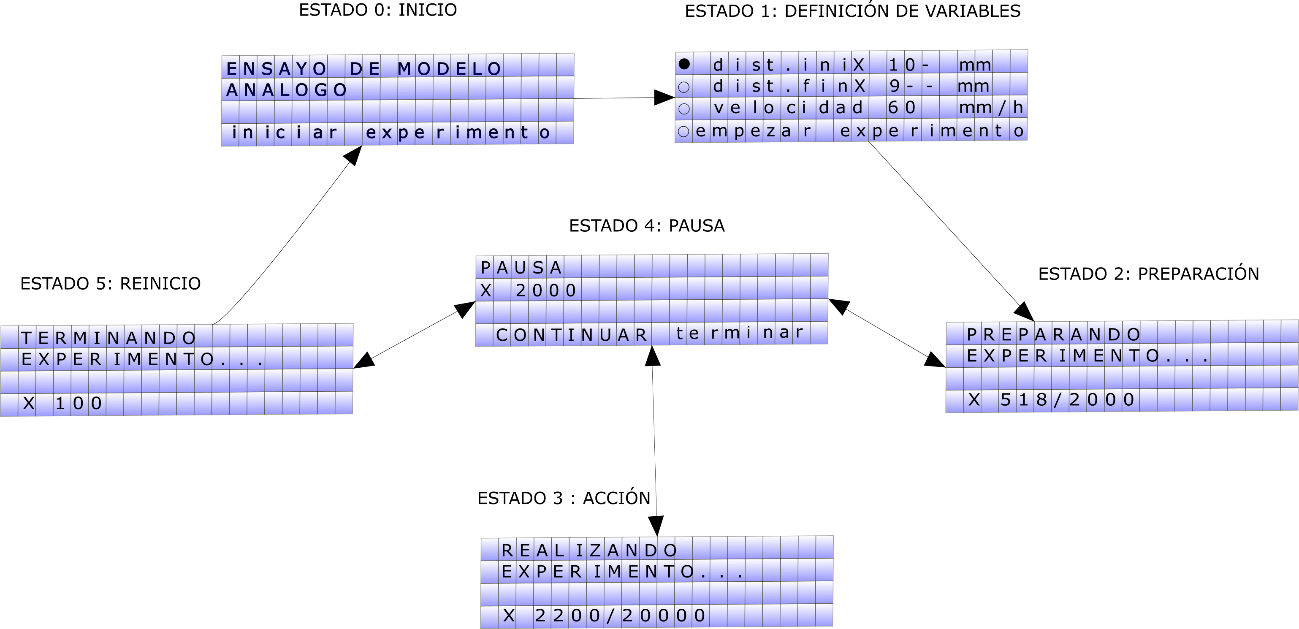 ESTADO 0: INICIO
ENSAYO DE MODELO
ANALOGO
iniciar experimento
ESTADO 1: DEFINICIÓN DE VARIABLES
dist.iniX 10- mm
dist.finX 9-- mm
velocidad 60 mm/h
empezar experimento
ESTADO 4: PAUSA
PAUSA
X 2000
CONTINUAR terminar
ESTADO 5: REINICIO
TERMINANDO
EXPERIMENTO...
X 100
ESTADO 2: PREPARACIÓN
PREPARANDO
EXPERIMENTO...
X 518/2000
ESTADO 3 : ACCIÓN
REALIZANDO
EXPERIMENTO...
X 2200/20000